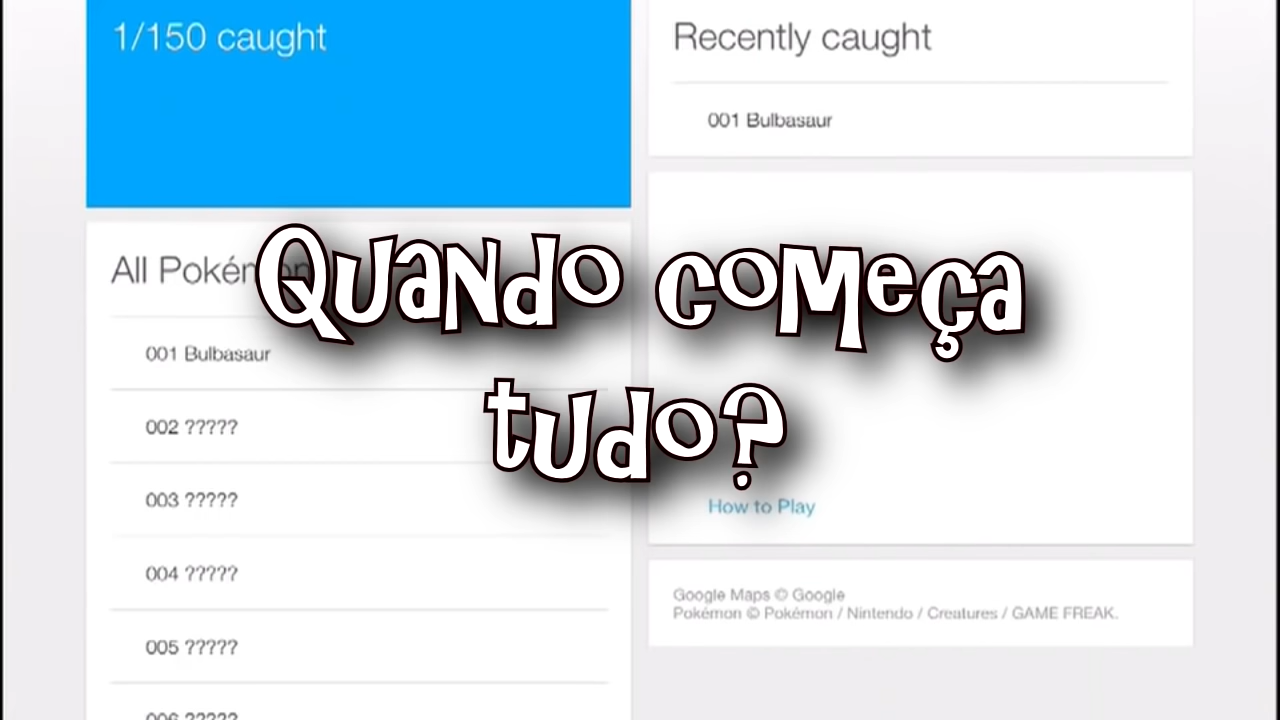 1/150 caught
Recently caught
001 Bulbasaur
All Pokémon
Quando começa
tudo?
001 Bulbasaur
002 ?????
003 ?????
004 ?????
005 ?????
006 ?????
How to Play
Google Maps © Google
Pokémon © Pokémon / Nintendo / Creatures / GAME FREAK.